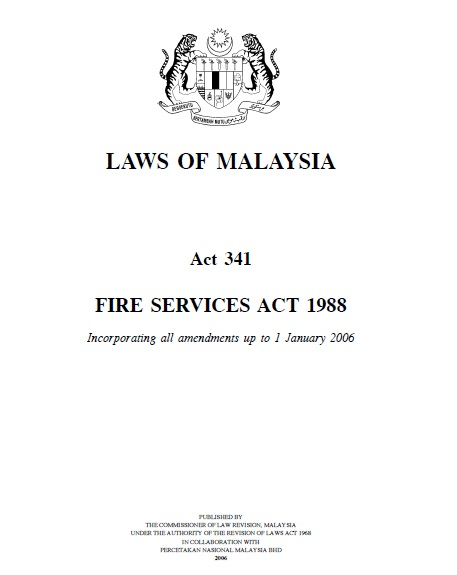 BERSEKUTU BERTAMBAH MUTU
LAWS OF MALAYSIA
Act 341
FIRE SERVICES ACT 1988
Incorporating all amendments up to 1 January 2006
PUBLISHED BY
THE COMMISSIONER OF LAW REVISION, MALAYSIA
UNDER THE AUTHORITY OF THE REVISION OF LAWS ACT 1968
IN COLLABORATION WITH
PERCETAKAN NASIONAL MALAYSIA BHD
2006